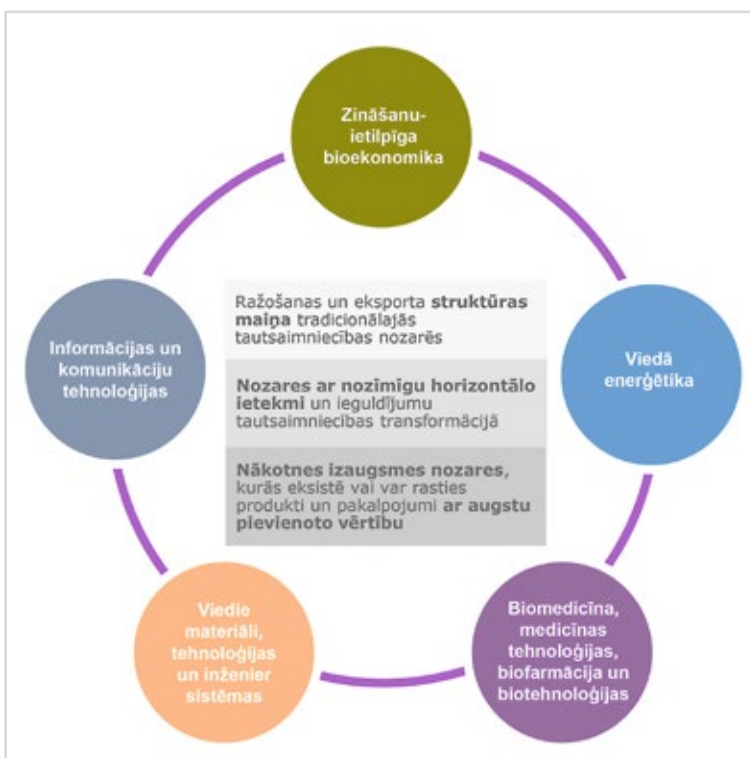 Zināšanu-
ietilpīga
bioekonomika
Informācijas un
komunikāciju
tehnoloģijas
Ražošanas un eksporta struktūras
maiņa tradicionālajās
tautsaimniecības nozarēs
Nozares ar nozīmīgu horizontālo
ietekmi un ieguldījumu
tautsaimniecības transformācijā
Nākotnes izaugsmes nozares,
kurās eksistē vai var rasties
produkti un pakalpojumi ar augstu
pievienoto vērtību
Viedā
enerģētika
Viedie
materiāli,
tehnoloģijas
un inženier
sistēmas
Biomedicīna,
medicīnas
tehnoloģijas,
biofarmācija un
biotehnoloģijas